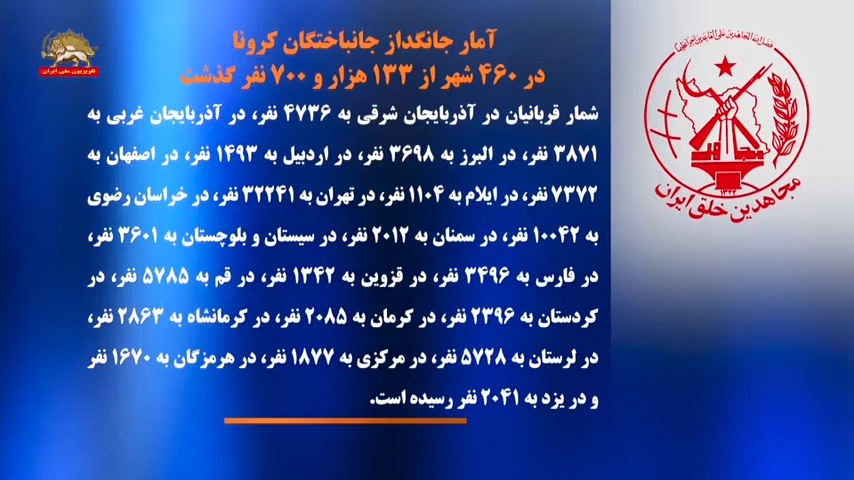 آمار جانگداز جانباختگان کرونا
در ۴۶۰ شهر از ۱۳۳ هزار و ۷۰۰ نفر گذشت
شمار قربانیان در آذربایجان شرقی به ۴۷۳۶ نفر، در آذربایجان غربی به
۳۸۷۱ نفر، در البرز به ۳۶۹۸ نفر، در اردبیل به ۱۴۹۳ نفر، در اصفهان به
۷۳۷۲ نفر، در ایلام به ۱۱۰۴ نفر، در تهران به ۳۲۲۴۱ نفر، در خراسان رضوی
به ۱۰۰۴۲ نفر، در سمنان به ۲۰۱۲ نفر، در سیستان و بلوچستان به ۳۶۰۱ نفر،
در فارس به ۳۴۹۶ نفر، در قزوین به ۱۳۴۲ نفر، در قم به ۵۷۸۵ نفر، در
کردستان به ۲۳۹۶ نفر، در کرمان به ۲۰۸۵ نفر، در کرمانشاه به ۲۸۶۳ نفر،
در لرستان به ۵۷۲۸ نفر، در مرکزی به ۱۸۷۷ نفر، در هرمزگان به ۱۶۷۰ نفر
و در یزد به ۲۰۴۱ نفر رسیده است.
مجاهدین خلق ایران
۱۳۴۴
تلویزیون ملی ایران